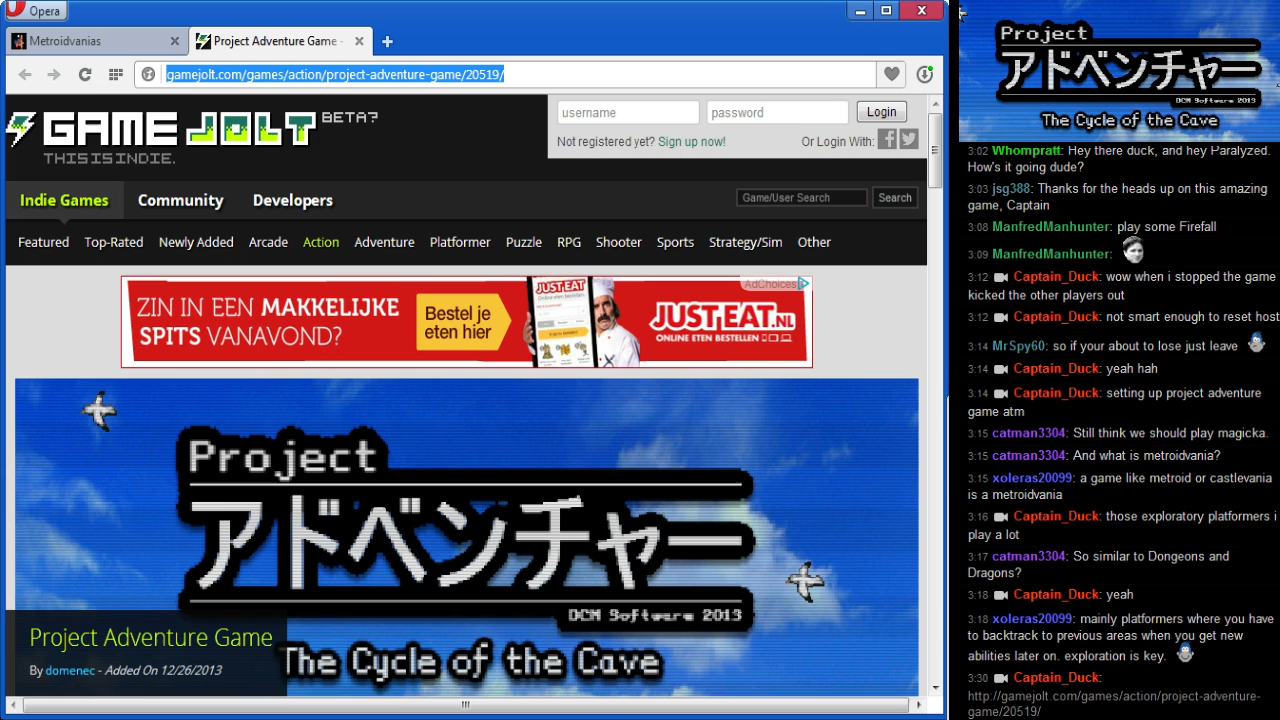 Opera
Metroidvanias
Project Adventure Game -
gamejolt.com/games/action/project-adventure-game/20519/
GAME JOLT BETA?
THIS IS INDIE.
username
password
Login
Not registered yet? Sign up now!
Or Login With:
Indie Games
Community
Developers
Game/User Search
Search
Featured
Top-Rated
Newly Added
Arcade
Action
Adventure
Platformer
Puzzle
RPG
Shooter
Sports
Strategy/Sim
Other
AdChoices
ZIN IN EEN MAKKELIJKE
SPITS VANAVOND?
Bestel je
eten hier
JUST EAT
JUST-EAT.NL
ONLINE ETEN BESTELLEN
Project
アドベンチャー
DCM Software 2013
The Cycle of the Cave
Project Adventure Game
By domenec - Added On 12/26/2013
Project
アドベンチャー
DCM Software 2013
The Cycle of the Cave
3:02 Whompratt: Hey there duck, and hey Paralyzed.
How's it going dude?
3:03 jsg388: Thanks for the heads up on this amazing
game, Captain
3:08 ManfredManhunter: play some Firefall
3:09 ManfredManhunter:
3:12 Captain_Duck: wow when i stopped the game
kicked the other players out
3:12 Captain_Duck: not smart enough to reset host
3:14 MrSpy60: so if your about to lose just leave
3:14 Captain_Duck: yeah hah
3:14 Captain_Duck: setting up project adventure
game atm
3:15 catman3304: Still think we should play magicka.
3:15 catman3304: And what is metroidvania?
3:15 xoleras20099: a game like metroid or castlevania
is a metroidvania
3:16 Captain_Duck: those exploratory platformers i
play a lot
3:17 catman3304: So similar to Dongeons and
Dragons?
3:18 Captain_Duck: yeah
3:18 xoleras20099: mainly platformers where you have
to backtrack to previous areas when you get new
abilities later on. exploration is key.
3:30 Captain_Duck:
http://gamejolt.com/games/action/project-adventure-
game/20519/